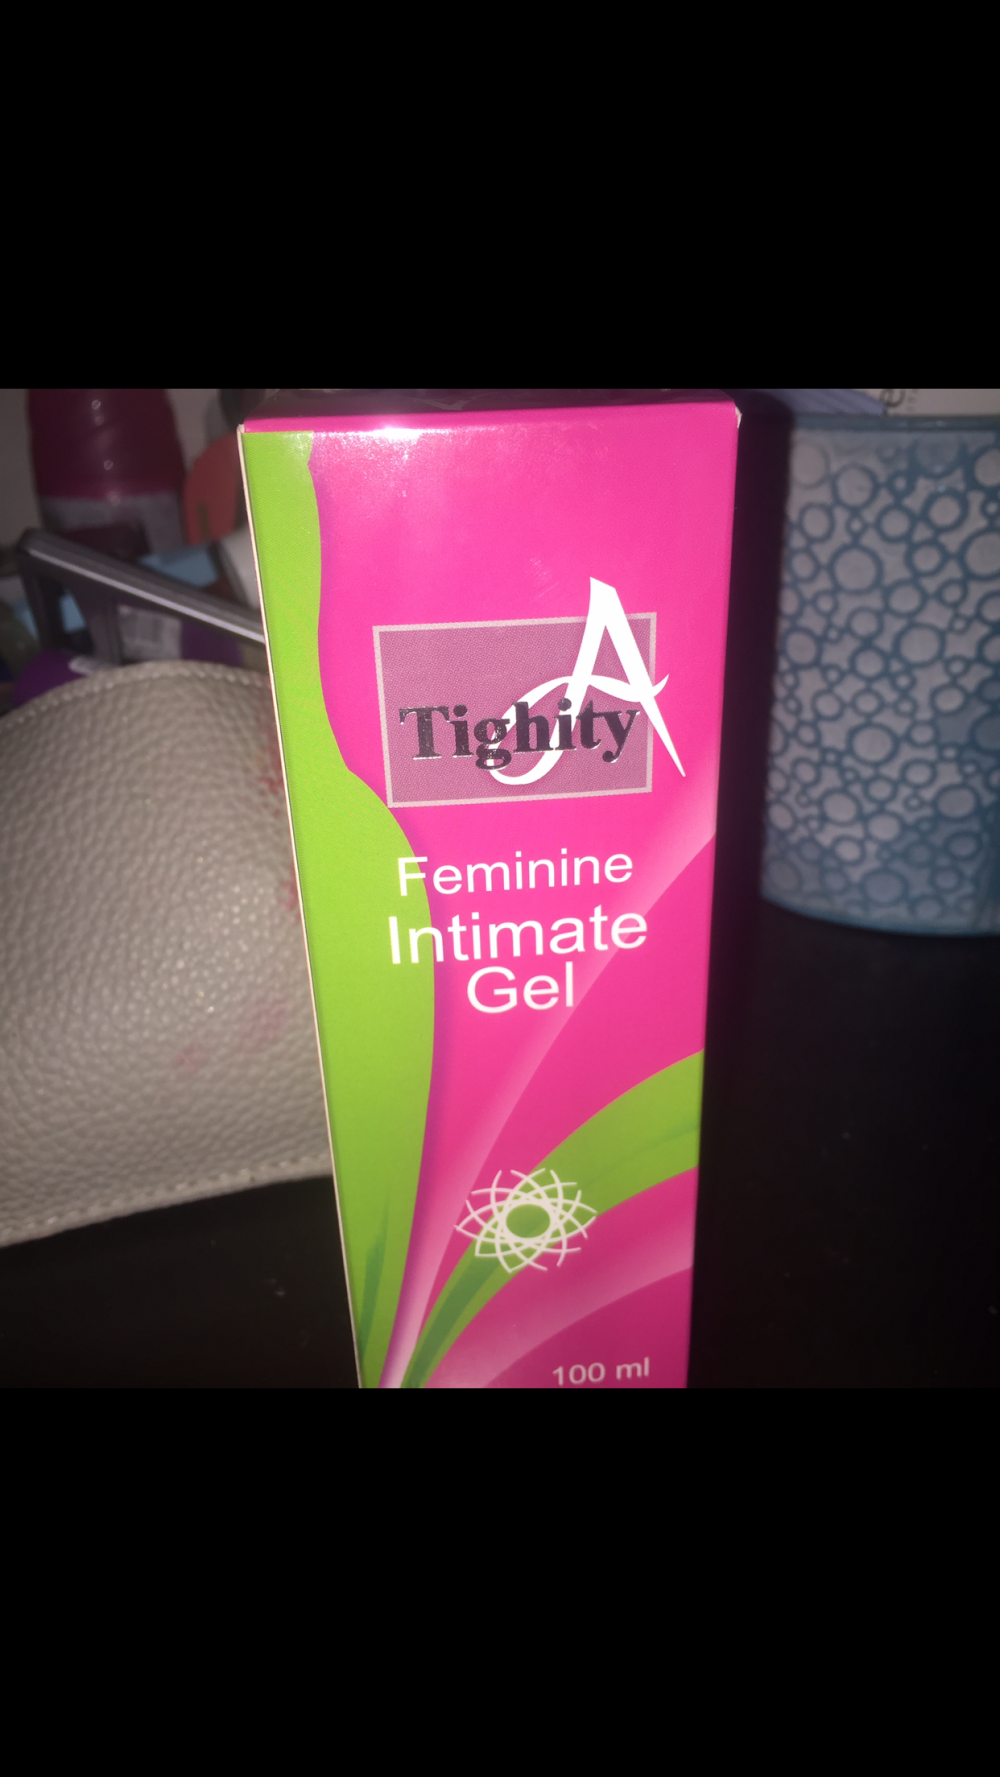 A
Tighity
Feminine
Intimate
Gel
100 ml